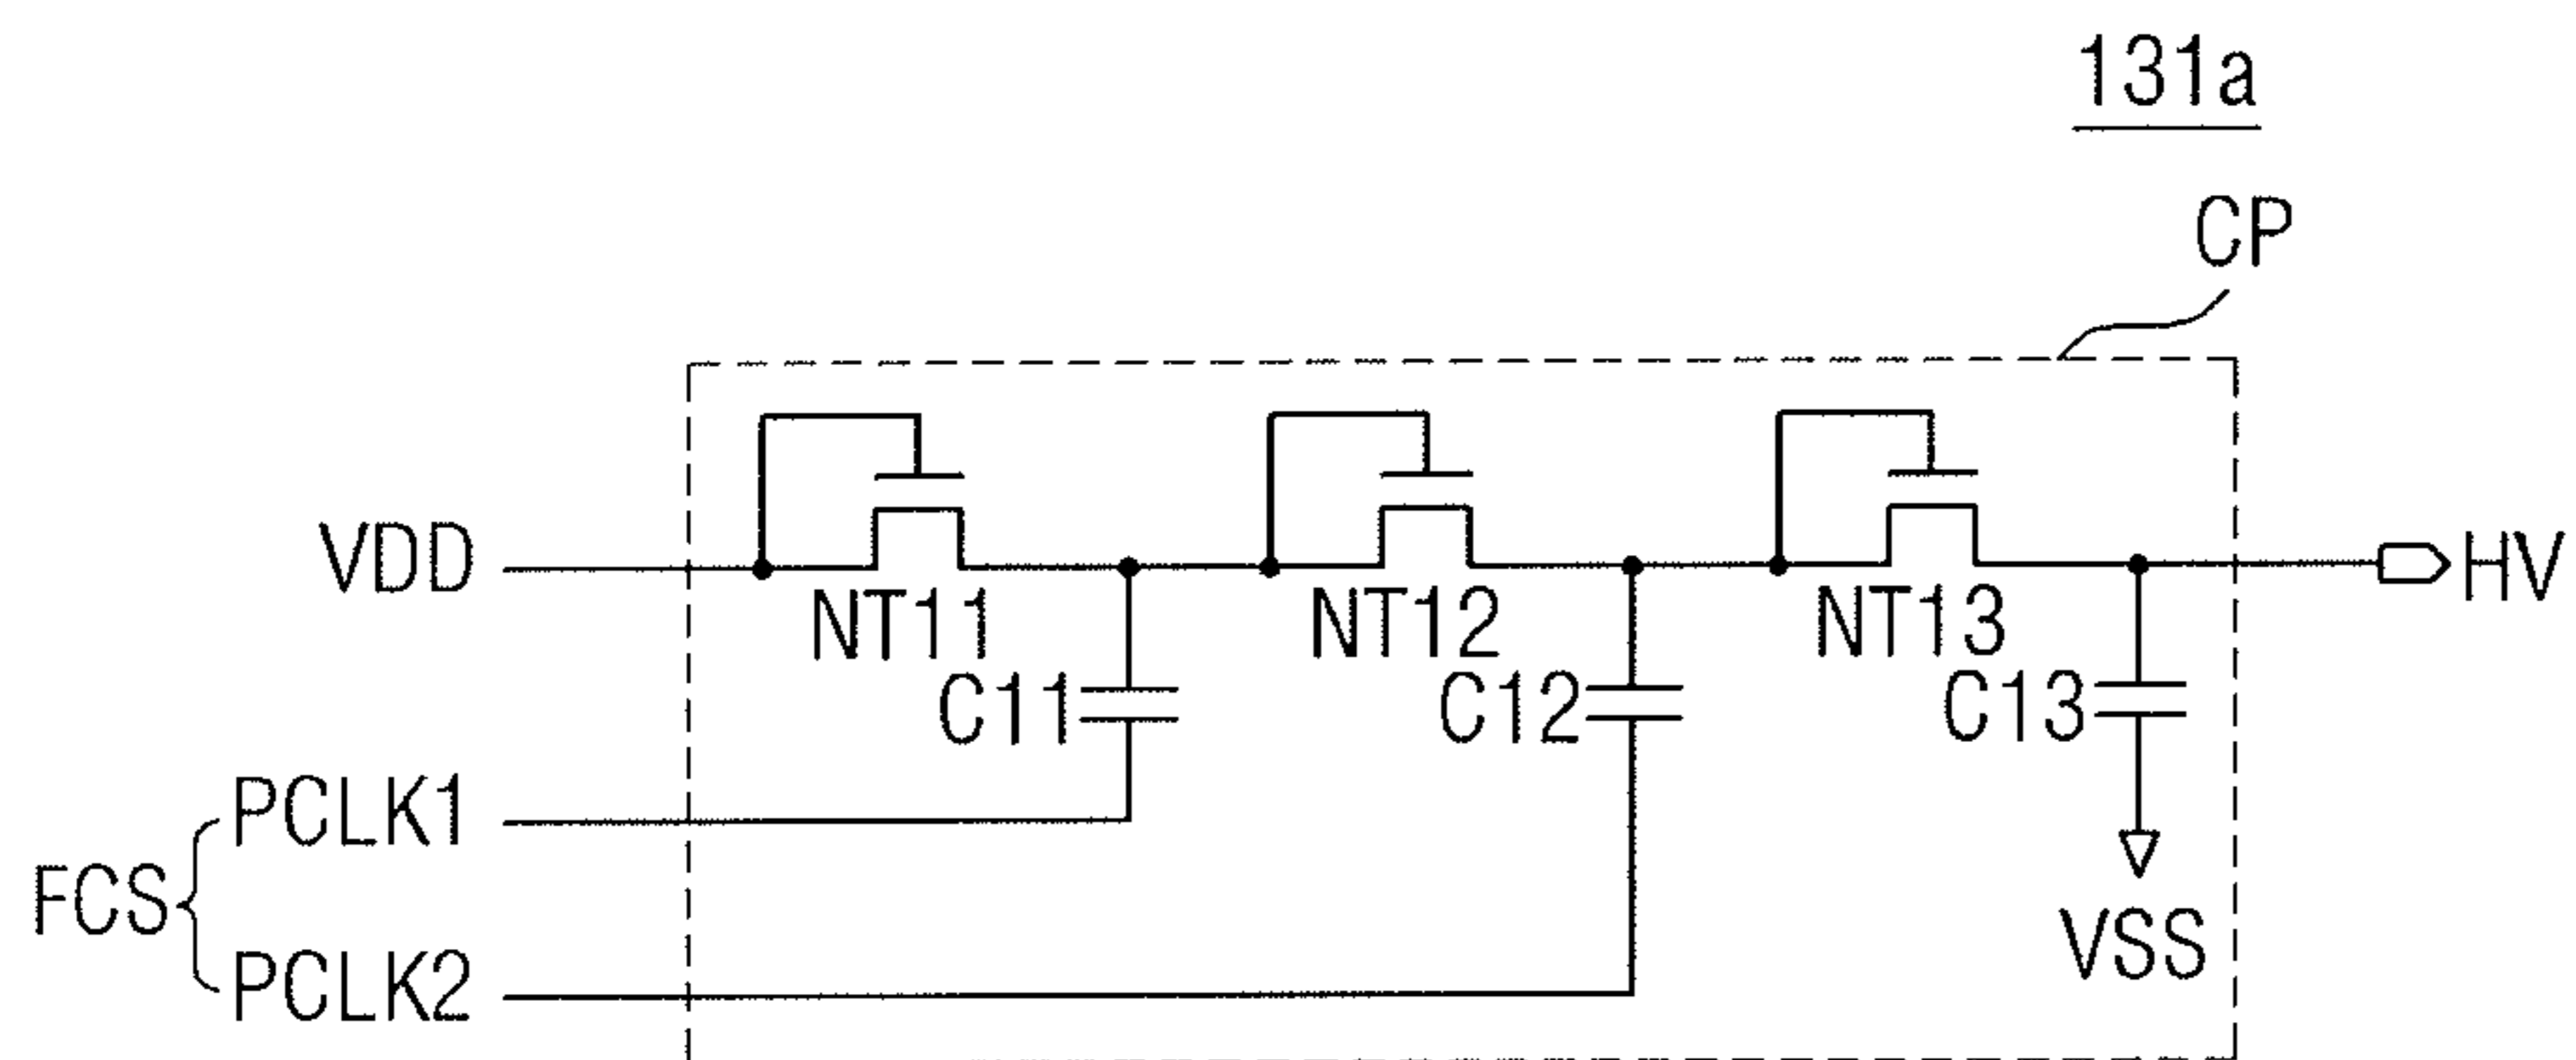 131a
CP
VDD
NT11
NT12
NT13
HV
C11
C12
C13
FCS
PCLK1
PCLK2
VSS